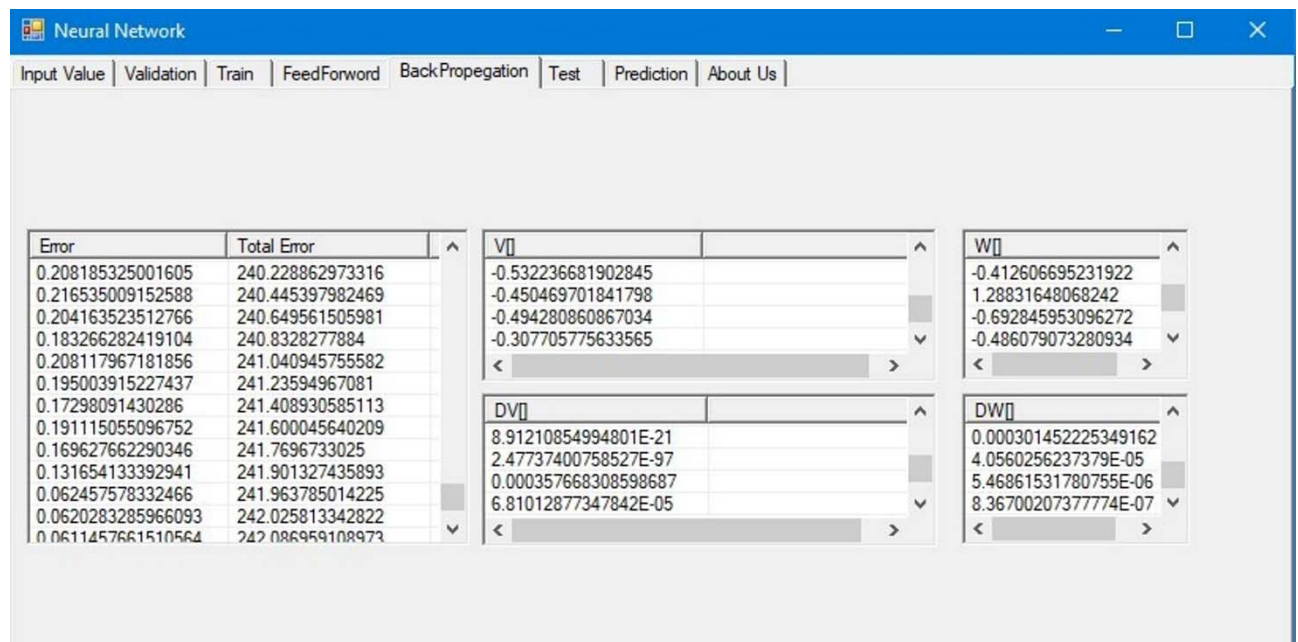 Neural Network
Input Value Validation Train FeedForword BackPropegation Test Prediction About Us
Error Total Error
0.208185325001605 240.228862973316
0.216535009152588 240.445397982469
0.204163523512766 240.649561505981
0.183266282419104 240.8328277884
0.208117967181856 241.040945755582
0.195003915227437 241.23594967081
0.17298091430286 241.408930585113
0.191115055096752 241.600045640209
0.169627662290346 241.7696733025
0.131654133392941 241.901327435893
0.062457578332466 241.963785014225
0.0620283285966093 242.025813342822
0.0611457661510564 242.086959108973
V[]
-0.532236681902845
-0.450469701841798
-0.494280860867034
-0.307705775633565
W[]
-0.412606695231922
1.28831648068242
-0.692845953096272
-0.486079073280934
DV[]
8.91210854994801E-21
2.47737400758527E-97
0.000357668308598687
6.81012877347842E-05
DW[]
0.000301452225349162
4.0560256237379E-05
5.46861531780755E-06
8.36700207377774E-07